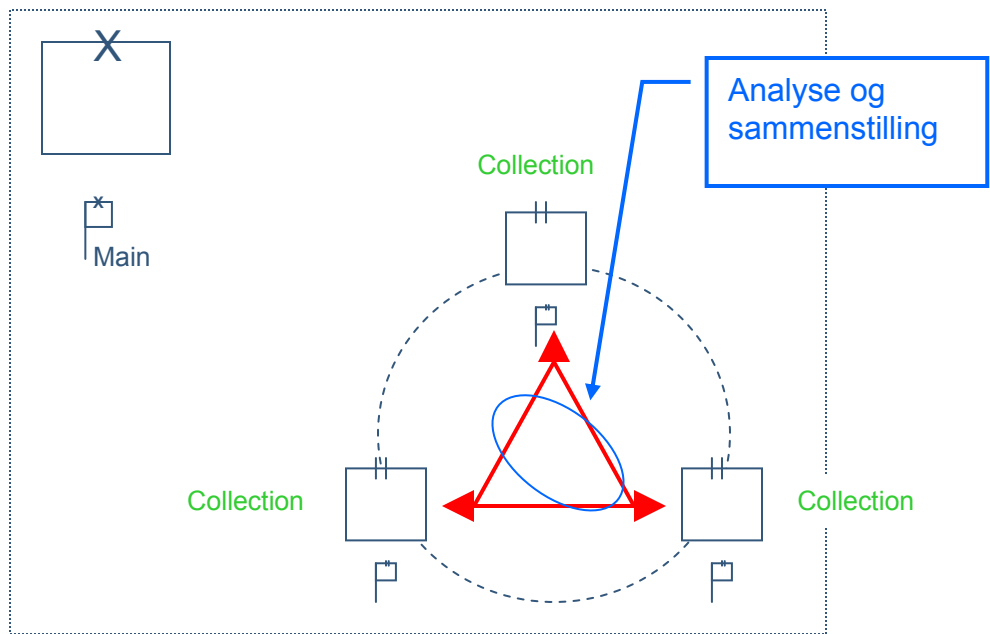 X
Analyse og
sammenstilling
Collection
x
Main
Collection
Collection